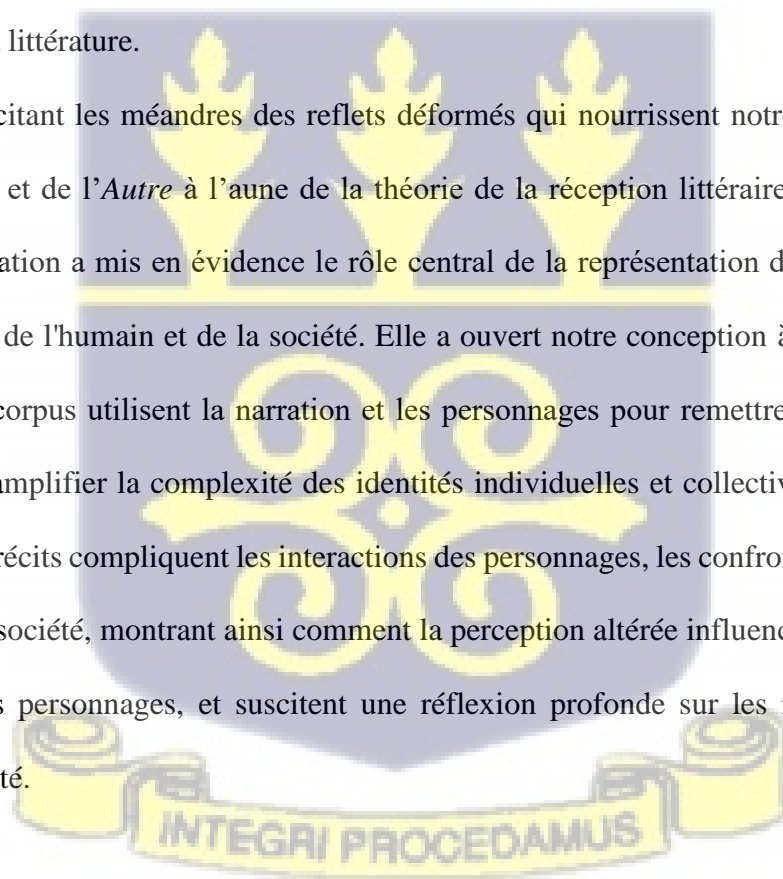 littérature.
citant les méandres des reflets déformés qui nourrissent notre
et de l’Autre à l’aune de la théorie de la réception littéraire
ation a mis en évidence le rôle central de la représentation d
de l'humain et de la société. Elle a ouvert notre conception à
corpus utilisent la narration et les personnages pour remettre
amplifier la complexité des identités individuelles et collectiv
récits compliquent les interactions des personnages, les confron
société, montrant ainsi comment la perception altérée influenc
s personnages, et suscitent une réflexion profonde sur les
té.
INTEGRI PROCEDAMUS